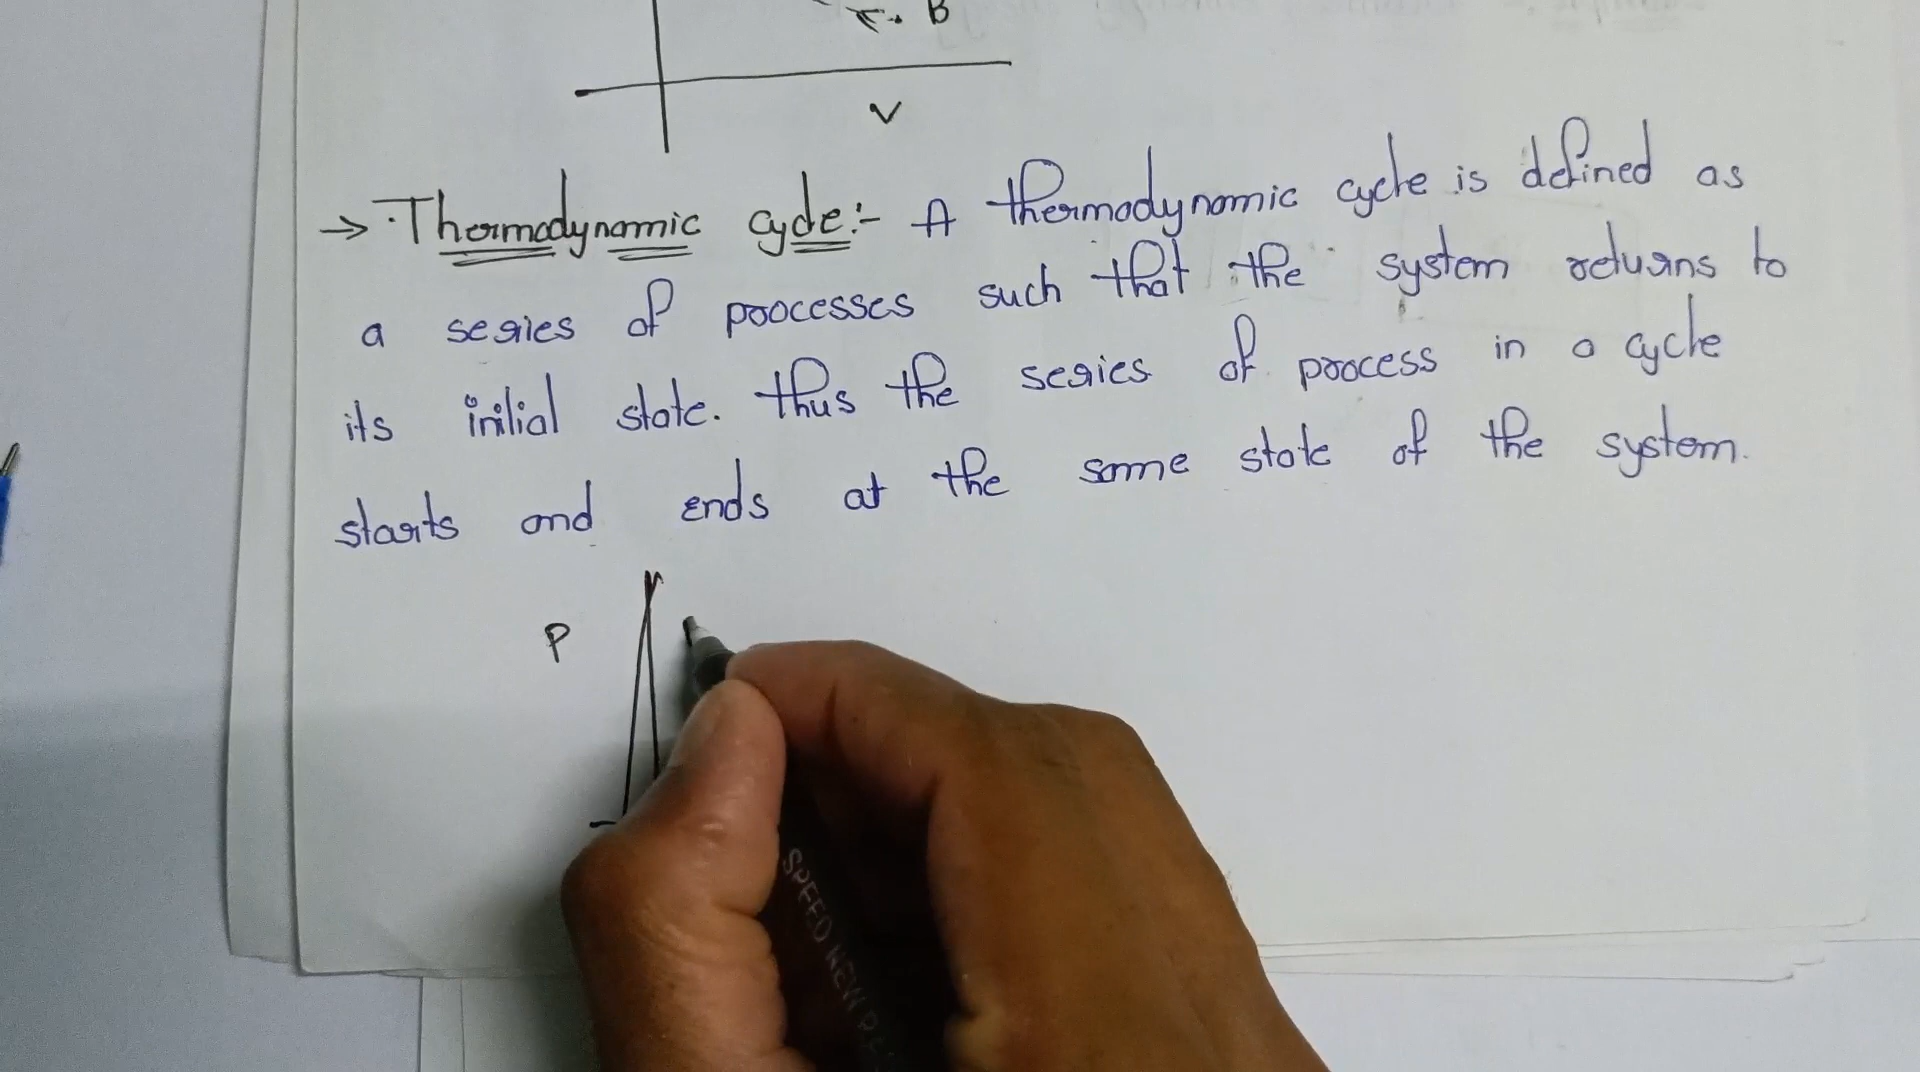 B
V
→ Thermodynamic cycle:- A thermodynamic cycle is defined as
a series of processes such that the system returns to
its initial state. thus the series of process in a cycle
starts and ends at the same state of the system.
P
SPEED NEW